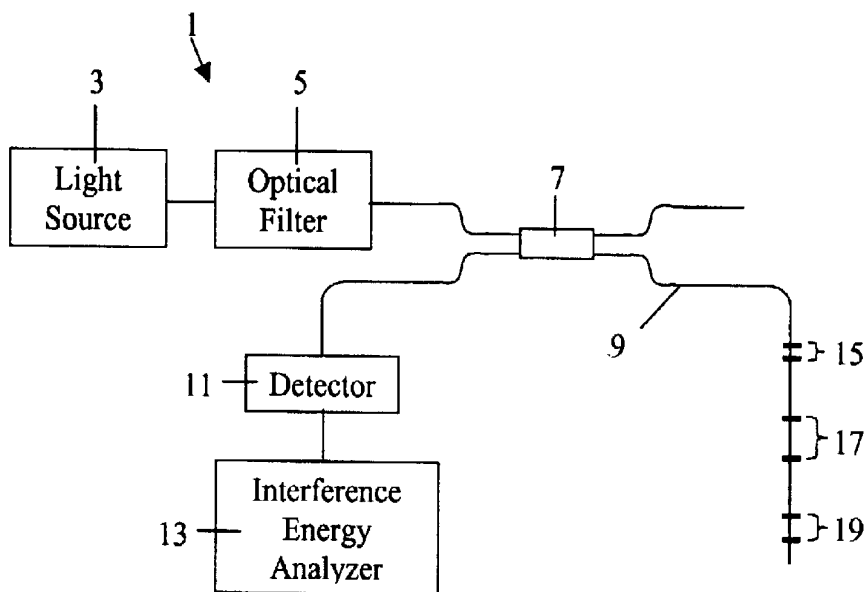 1
3
5
Light
Source
Optical
Filter
7
9
15
11
Detector
17
Interference
Energy
Analyzer
13
19